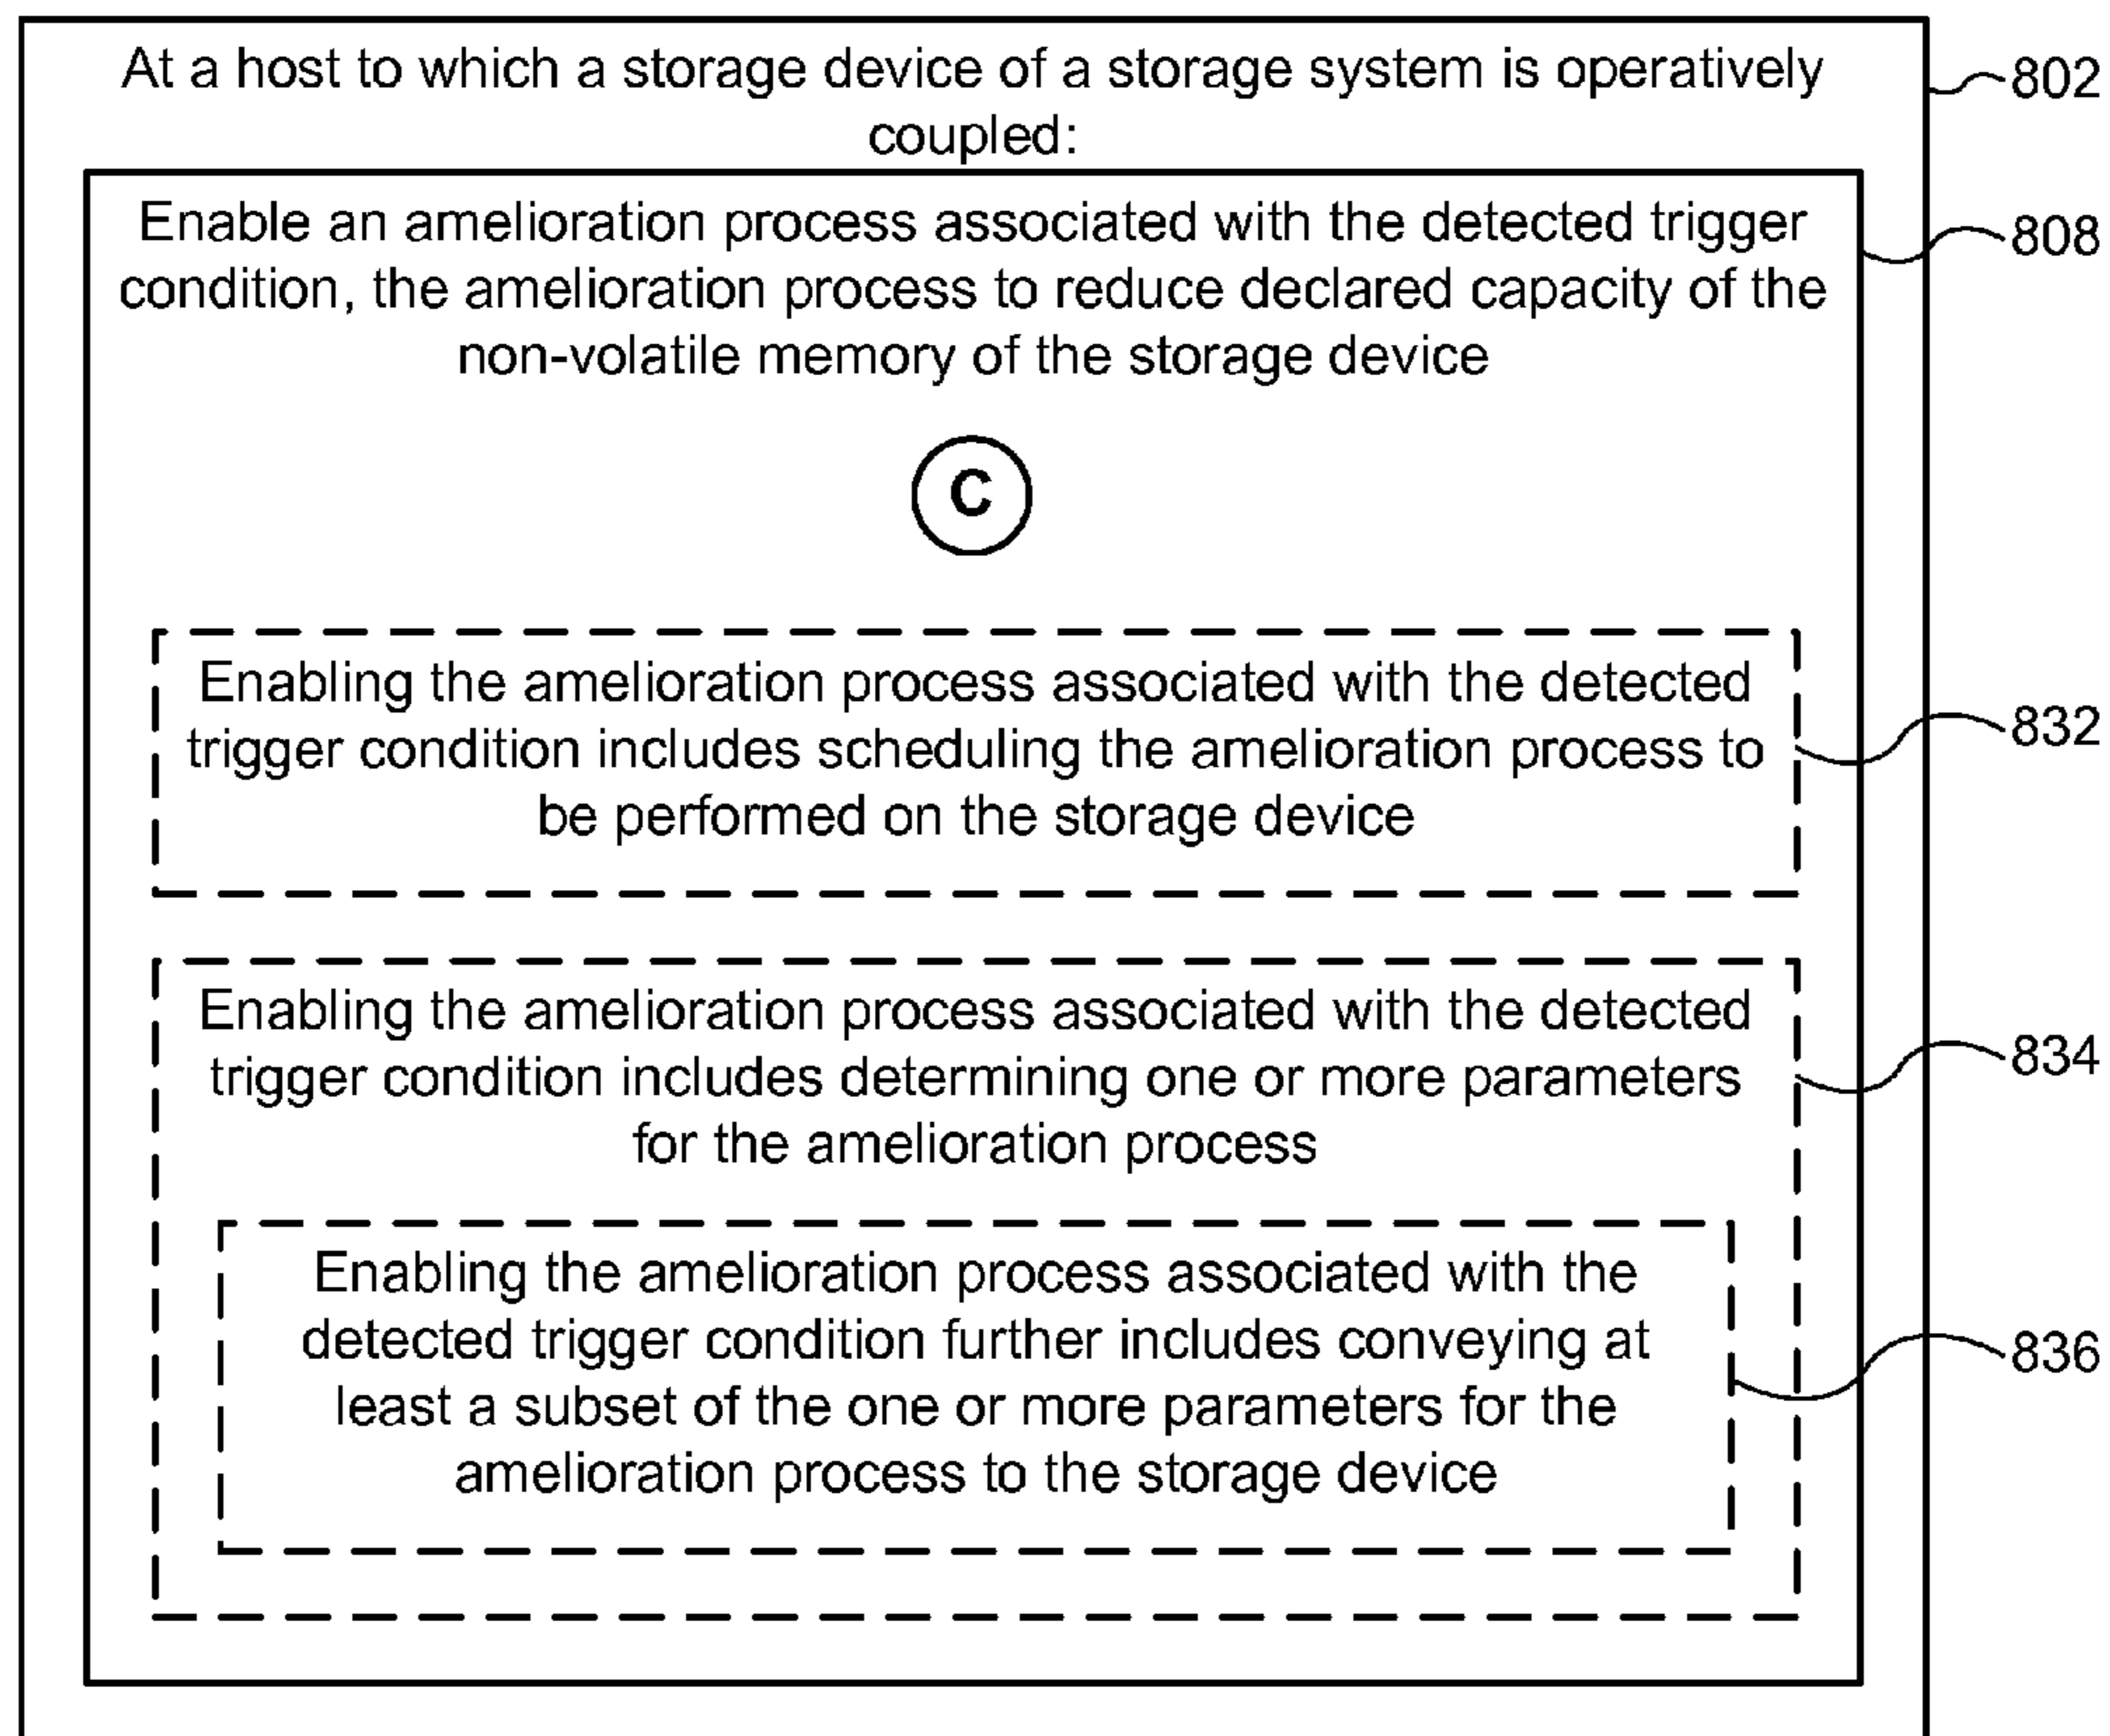 At a host to which a storage device of a storage system is operatively
coupled:
802
Enable an amelioration process associated with the detected trigger
condition, the amelioration process to reduce declared capacity of the
non-volatile memory of the storage device
808
C
Enabling the amelioration process associated with the detected
trigger condition includes scheduling the amelioration process to
be performed on the storage device
832
Enabling the amelioration process associated with the detected
trigger condition includes determining one or more parameters
for the amelioration process
834
Enabling the amelioration process associated with the
detected trigger condition further includes conveying at
least a subset of the one or more parameters for the
amelioration process to the storage device
836